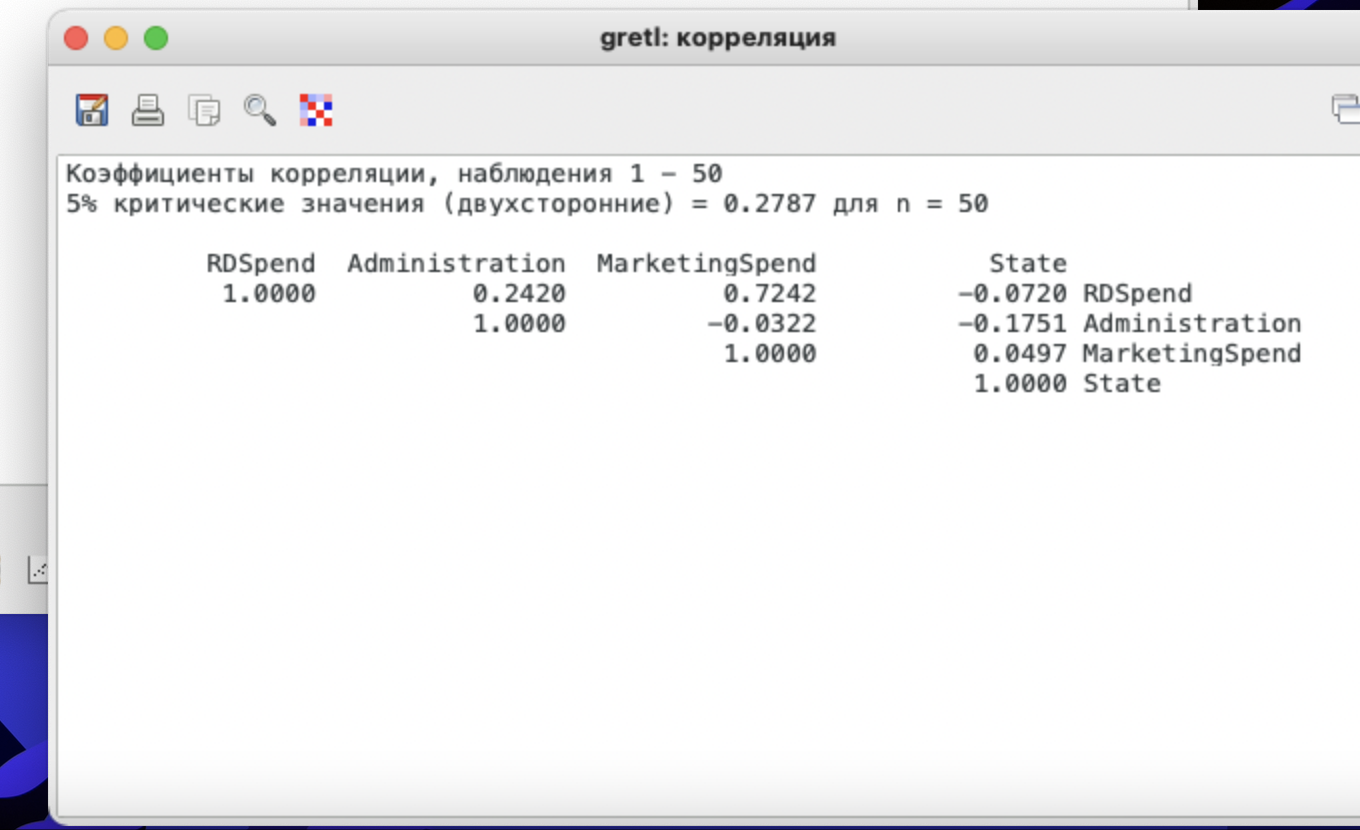 gretl: корреляция
Коэффициенты корреляции, наблюдения 1 – 50
5% критические значения (двухсторонние) = 0.2787 для n = 50
RDSpend Administration MarketingSpend State
1.0000 0.2420 0.7242 −0.0720 RDSpend
1.0000 −0.0322 −0.1751 Administration
1.0000 0.0497 MarketingSpend
1.0000 State